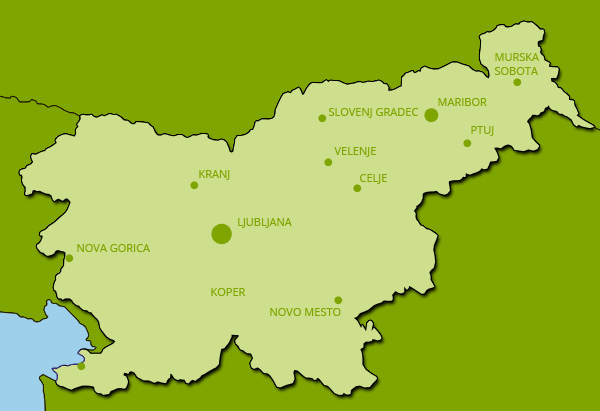 MURSKA
SOBOTA
MARIBOR
SLOVENJ GRADEC
PTUJ
VELENJE
KRANJ
CELJE
LJUBLJANA
NOVA GORICA
KOPER
NOVO MESTO